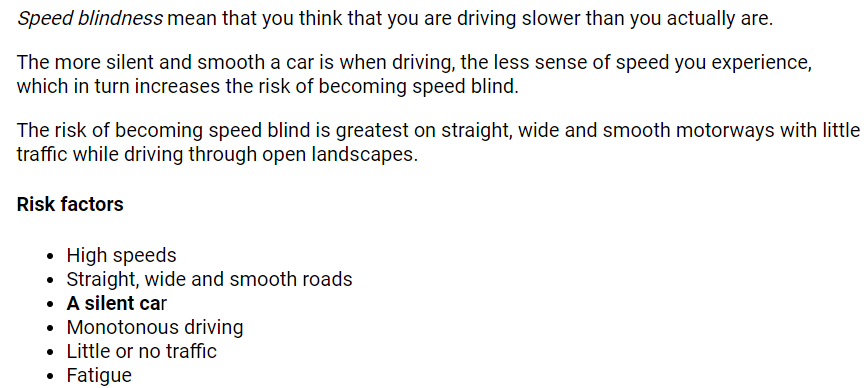 Speed blindness mean that you think that you are driving slower than you actually are.
The more silent and smooth a car is when driving, the less sense of speed you experience,
which in turn increases the risk of becoming speed blind.
The risk of becoming speed blind is greatest on straight, wide and smooth motorways with little
traffic while driving through open landscapes.
Risk factors
• High speeds
• Straight, wide and smooth roads
• A silent car
• Monotonous driving
• Little or no traffic
• Fatigue